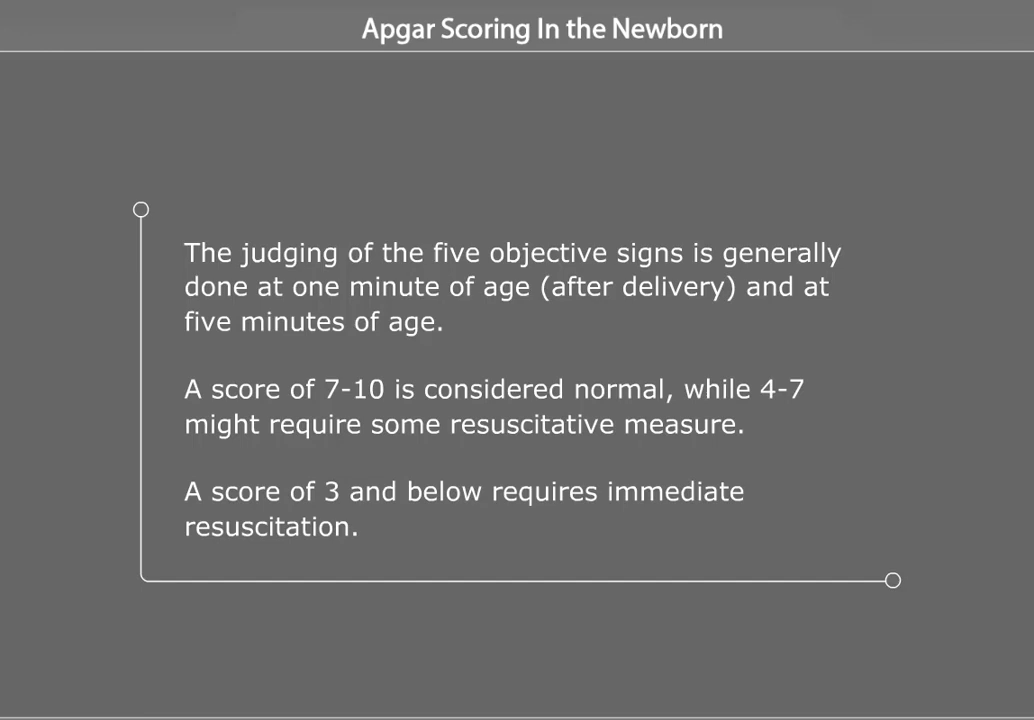 Apgar Scoring In the Newborn
The judging of the five objective signs is generally
done at one minute of age (after delivery) and at
five minutes of age.
A score of 7-10 is considered normal, while 4-7
might require some resuscitative measure.
A score of 3 and below requires immediate
resuscitation.